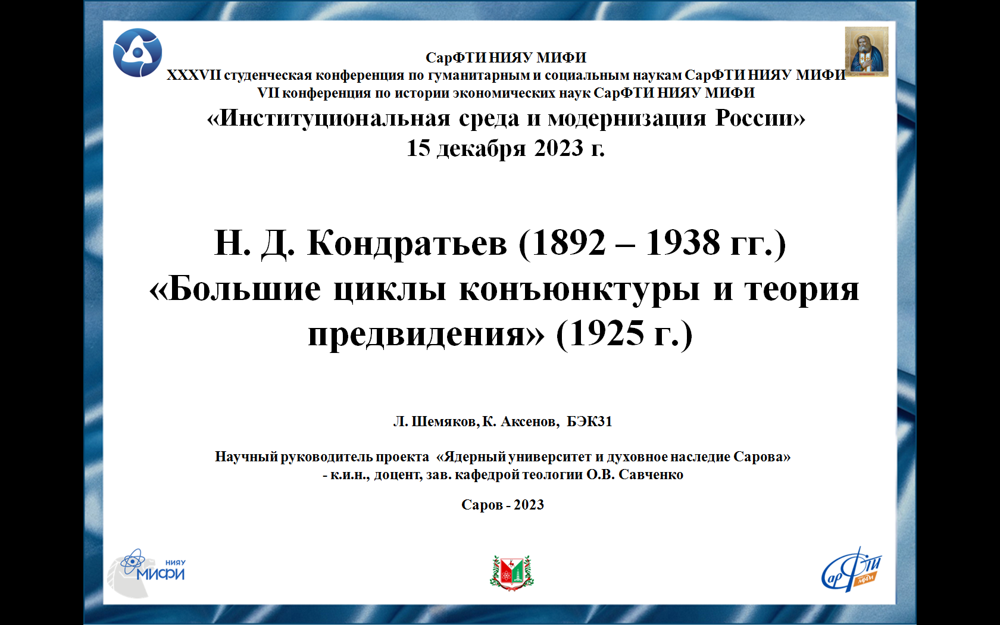 СарФТИ НИЯУ МИФИ
XXXVII студенческая конференция по гуманитарным и социальным наукам СарФТИ НИЯУ МИФИ
VII конференция по истории экономических наук СарФТИ НИЯУ МИФИ
«Институциональная среда и модернизация России»
15 декабря 2023 г.
Н. Д. Кондратьев (1892 – 1938 гг.)
«Большие циклы конъюнктуры и теория
предвидения» (1925 г.)
Л. Шемяков, К. Аксенов, БЭК31
Научный руководитель проекта «Ядерный университет и духовное наследие Сарова»
- к.и.н., доцент, зав. кафедрой теологии О.В. Савченко
Саров - 2023
НИЯУ
МИФИ
СарФТИ
МИФИ